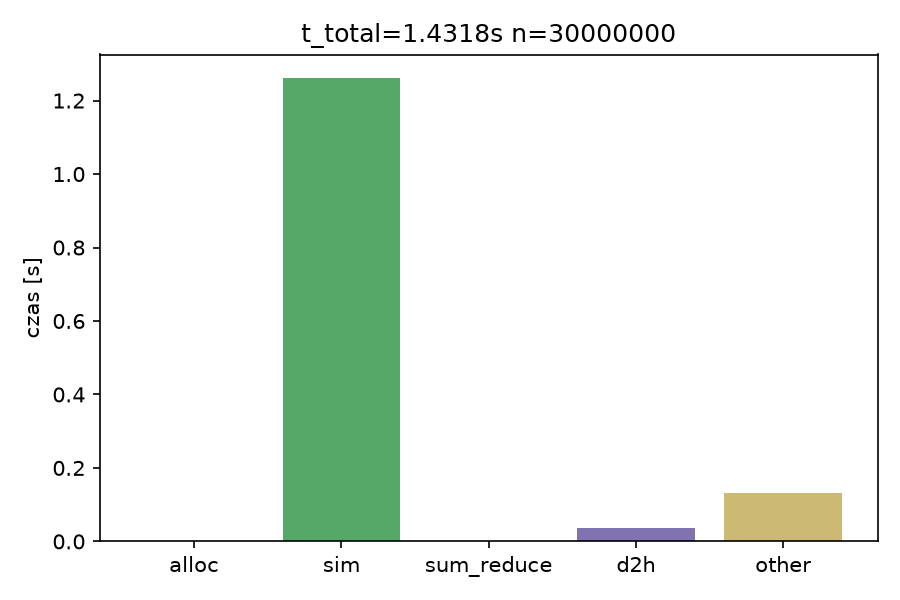 t_total=1.4318s n=30000000
czas [s]
1.2
1.0
0.8
0.6
0.4
0.2
0.0
alloc sim sum_reduce d2h other